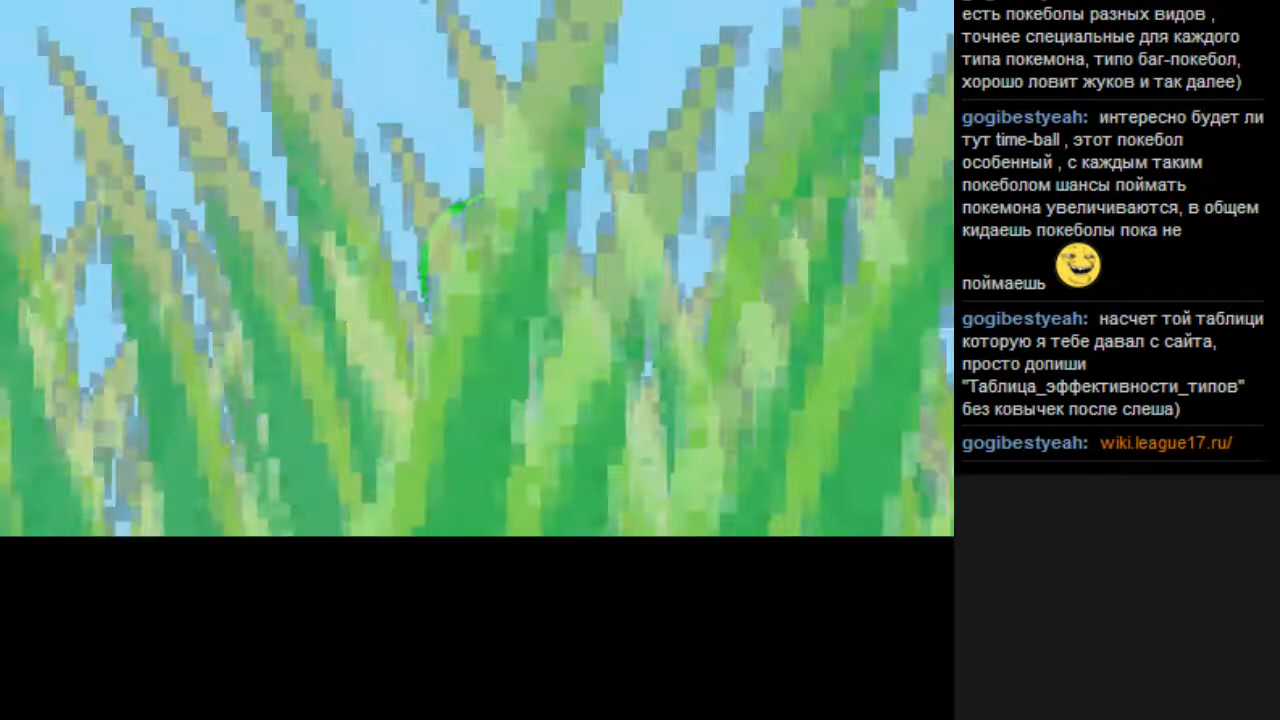 есть покеболы разных видов ,
точнее специальные для каждого
типа покемона, типо баг-покебол,
хорошо ловит жуков и так далее)
gogibestyeah: интересно будет ли
тут time-ball , этот покебол
особенный , с каждым таким
покеболом шансы поймать
покемона увеличиваются, в общем
кидаешь покеболы пока не
поймаешь
gogibestyeah: насчет той таблици
которую я тебе давал с сайта,
просто допиши
"Таблица_эффективности_типов"
без ковычек после слеша)
gogibestyeah: wiki.league17.ru/